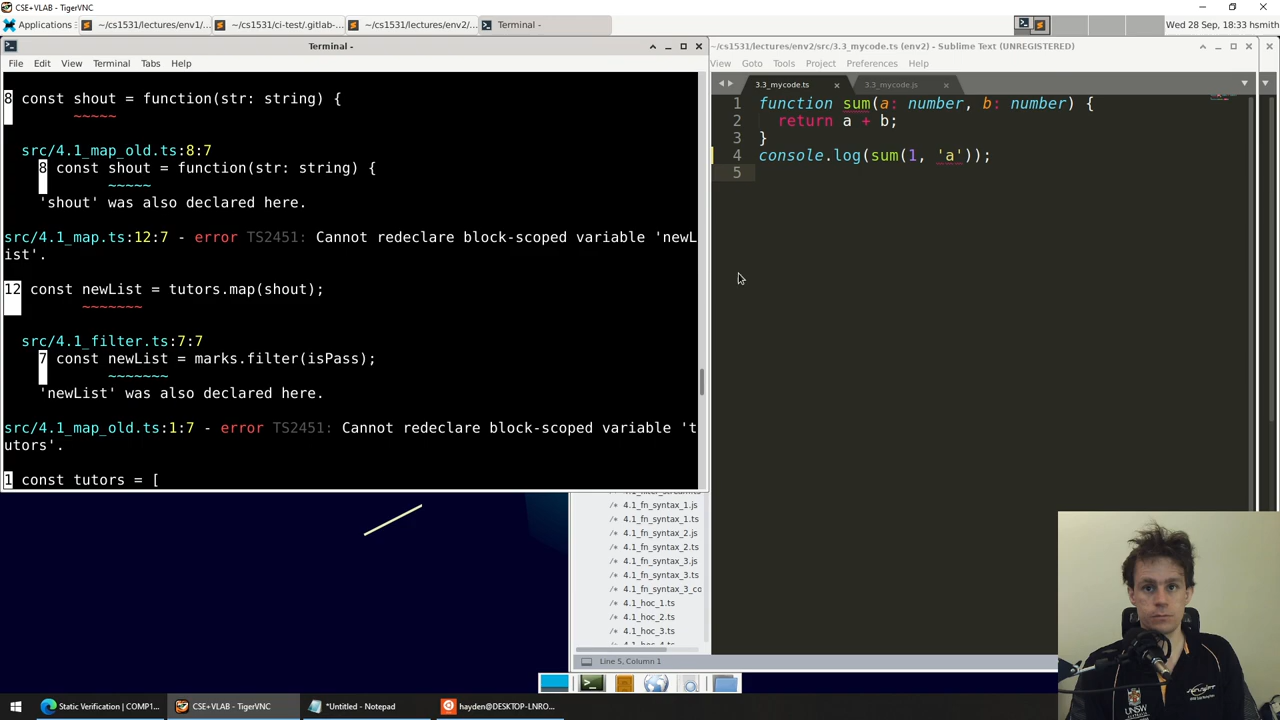 CSE+VLAB - TigerVNC
Applications
~/cs1531/lectures/env1/...
~/cs1531/ci-test/.gitlab-...
~/cs1531/lectures/env2/...
Terminal -
Wed 28 Sep, 18:33 hsmith
Terminal -
File Edit View Terminal Tabs Help
8 const shout = function(str: string) {
~~~~~
src/4.1_map_old.ts:8:7
8 const shout = function(str: string) {
~~~~~
'shout' was also declared here.
src/4.1_map.ts:12:7 - error TS2451: Cannot redeclare block-scoped variable 'newL
ist'.
12 const newList = tutors.map(shout);
~~~~~~~
src/4.1_filter.ts:7:7
7 const newList = marks.filter(isPass);
~~~~~~~
'newList' was also declared here.
src/4.1_map_old.ts:1:7 - error TS2451: Cannot redeclare block-scoped variable 't
utors'.
1 const tutors = [
~/cs1531/lectures/env2/src/3.3_mycode.ts (env2) - Sublime Text (UNREGISTERED)
View Goto Tools Project Preferences Help
3.3_mycode.ts
3.3_mycode.js
1 function sum(a: number, b: number) {
2 return a + b;
3 }
4 console.log(sum(1, 'a'));
5
/* 4.1_fn_syntax_1.js
/* 4.1_fn_syntax_1.ts
/* 4.1_fn_syntax_2.js
/* 4.1_fn_syntax_2.ts
/* 4.1_fn_syntax_3.js
/* 4.1_fn_syntax_3.ts
/* 4.1_fn_syntax_3_co
/* 4.1_hoc_1.ts
/* 4.1_hoc_2.ts
/* 4.1_hoc_3.ts
Line 5, Column 1
UNSW
Static Verification | COMP1...
CSE+VLAB - TigerVNC
*Untitled - Notepad
hayden@DESKTOP-LNRO...